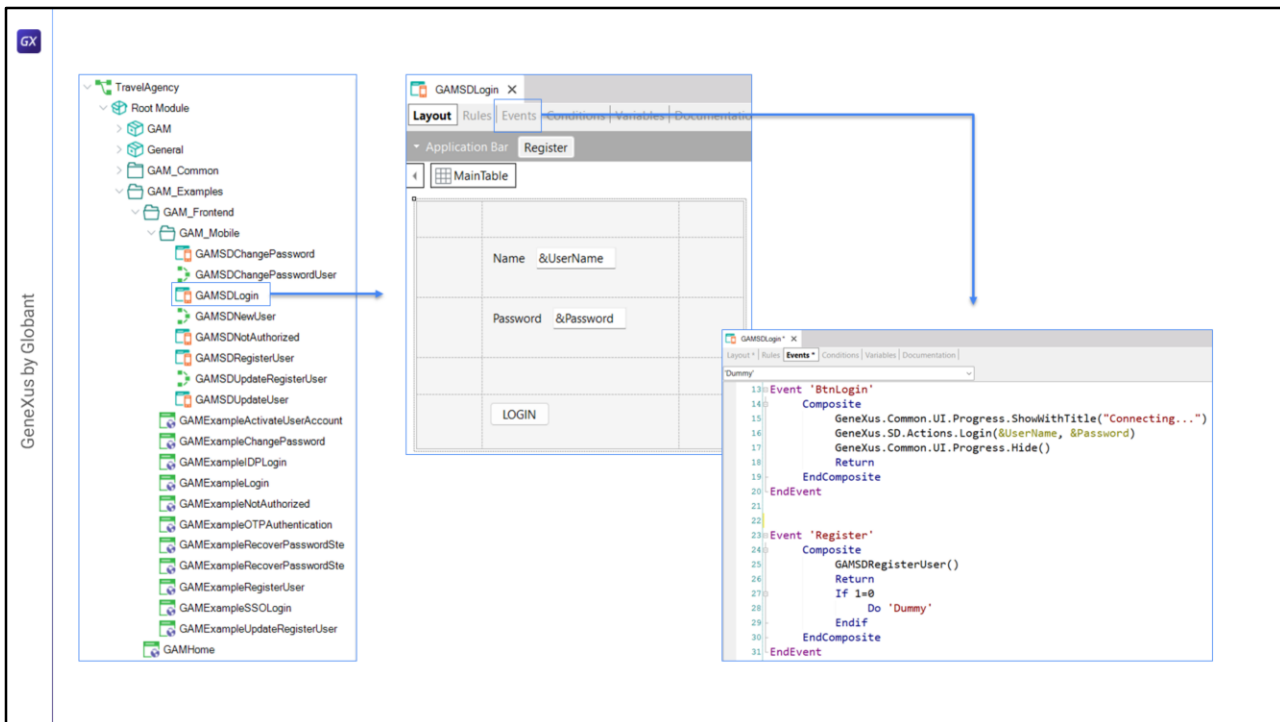 GX
GeneXus by Globant
TravelAgency
Root Module
GAM
General
GAM_Common
GAM_Examples
GAM_Frontend
GAM_Mobile
GAMSDChangePassword
GAMSDChangePasswordUser
GAMSDLogin
GAMSDNewUser
GAMSDNotAuthorized
GAMSDRegisterUser
GAMSDUpdateRegisterUser
GAMSDUpdateUser
GAMExampleActivateUserAccount
GAMExampleChangePassword
GAMExampleIDPLogin
GAMExampleLogin
GAMExampleNotAuthorized
GAMExampleOTPAuthentication
GAMExampleRecoverPasswordSte
GAMExampleRecoverPasswordSte
GAMExampleRegisterUser
GAMExampleSSOLogin
GAMExampleUpdateRegisterUser
GAMHome
GAMSDLogin X
Layout Rules Events Conditions Variables Documentatio
Application Bar Register
MainTable
Name &UserName
Password &Password
LOGIN
GAMSDLogin * X
Layout * Rules Events * Conditions Variables Documentation
'Dummy'
13 Event 'BtnLogin'
14 Composite
15 GeneXus.Common.UI.Progress.ShowWithTitle("Connecting...")
16 GeneXus.SD.Actions.Login(&UserName, &Password)
17 GeneXus.Common.UI.Progress.Hide()
18 Return
19 EndComposite
20 EndEvent
21
22
23 Event 'Register'
24 Composite
25 GAMSDRegisterUser()
26 Return
27 If 1=0
28 Do 'Dummy'
29 Endif
30 EndComposite
31 EndEvent